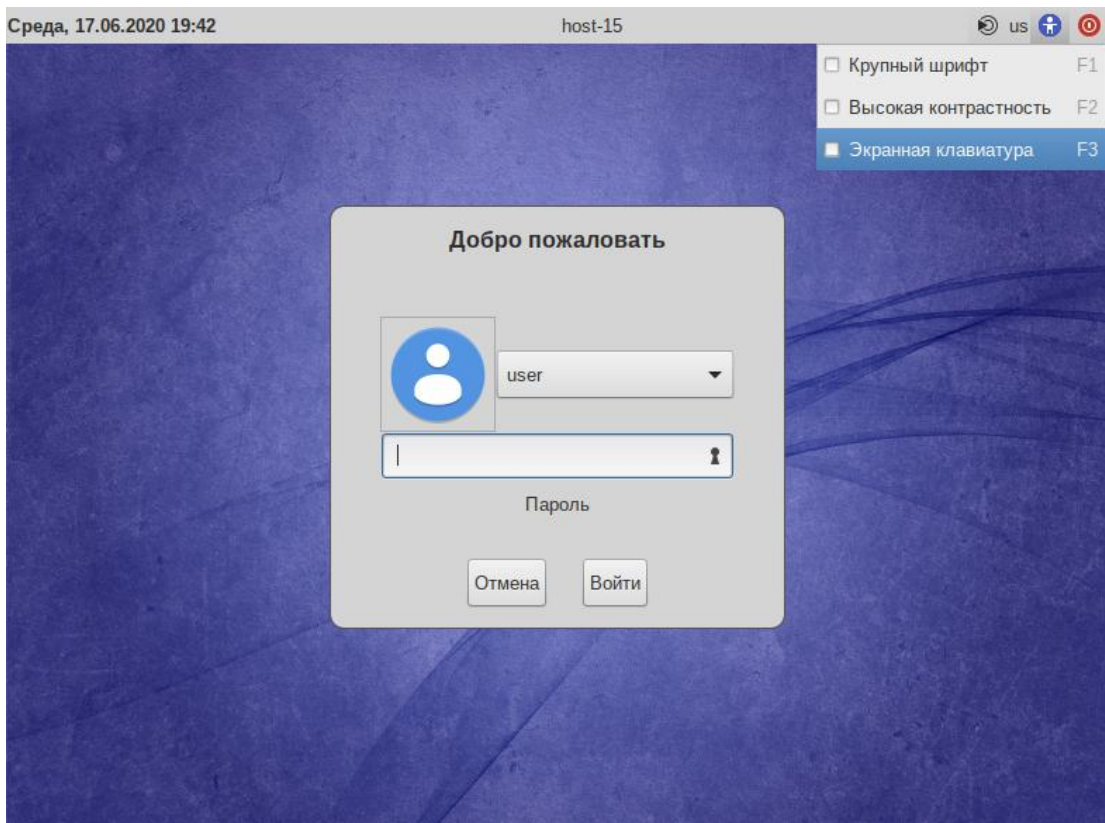 Среда, 17.06.2020 19:42 host-15 us
Крупный шрифт F1
Высокая контрастность F2
Экранная клавиатура F3
Добро пожаловать
user
Пароль
Отмена Войти